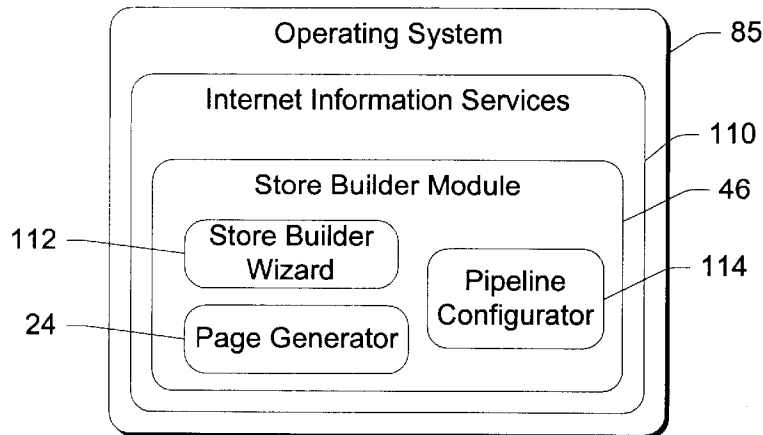 Operating System
85
Internet Information Services
110
Store Builder Module
46
112
Store Builder
Wizard
Pipeline
Configurator
114
24
Page Generator